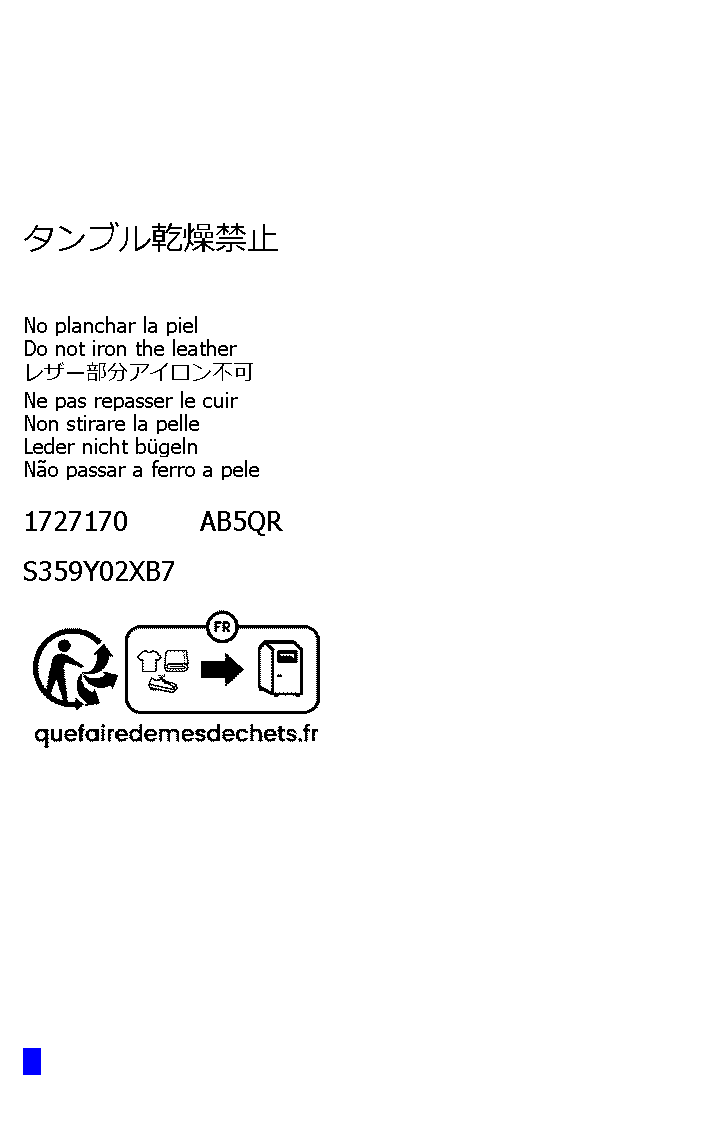 タンブル乾燥禁止
No planchar la piel
Do not iron the leather
レザー部分アイロン不可
Ne pas repasser le cuir
Non stirare la pelle
Leder nicht bügeln
Não passar a ferro a pele
1727170 AB5QR
S359Y02XB7
FR
quefairedemesdechets.fr